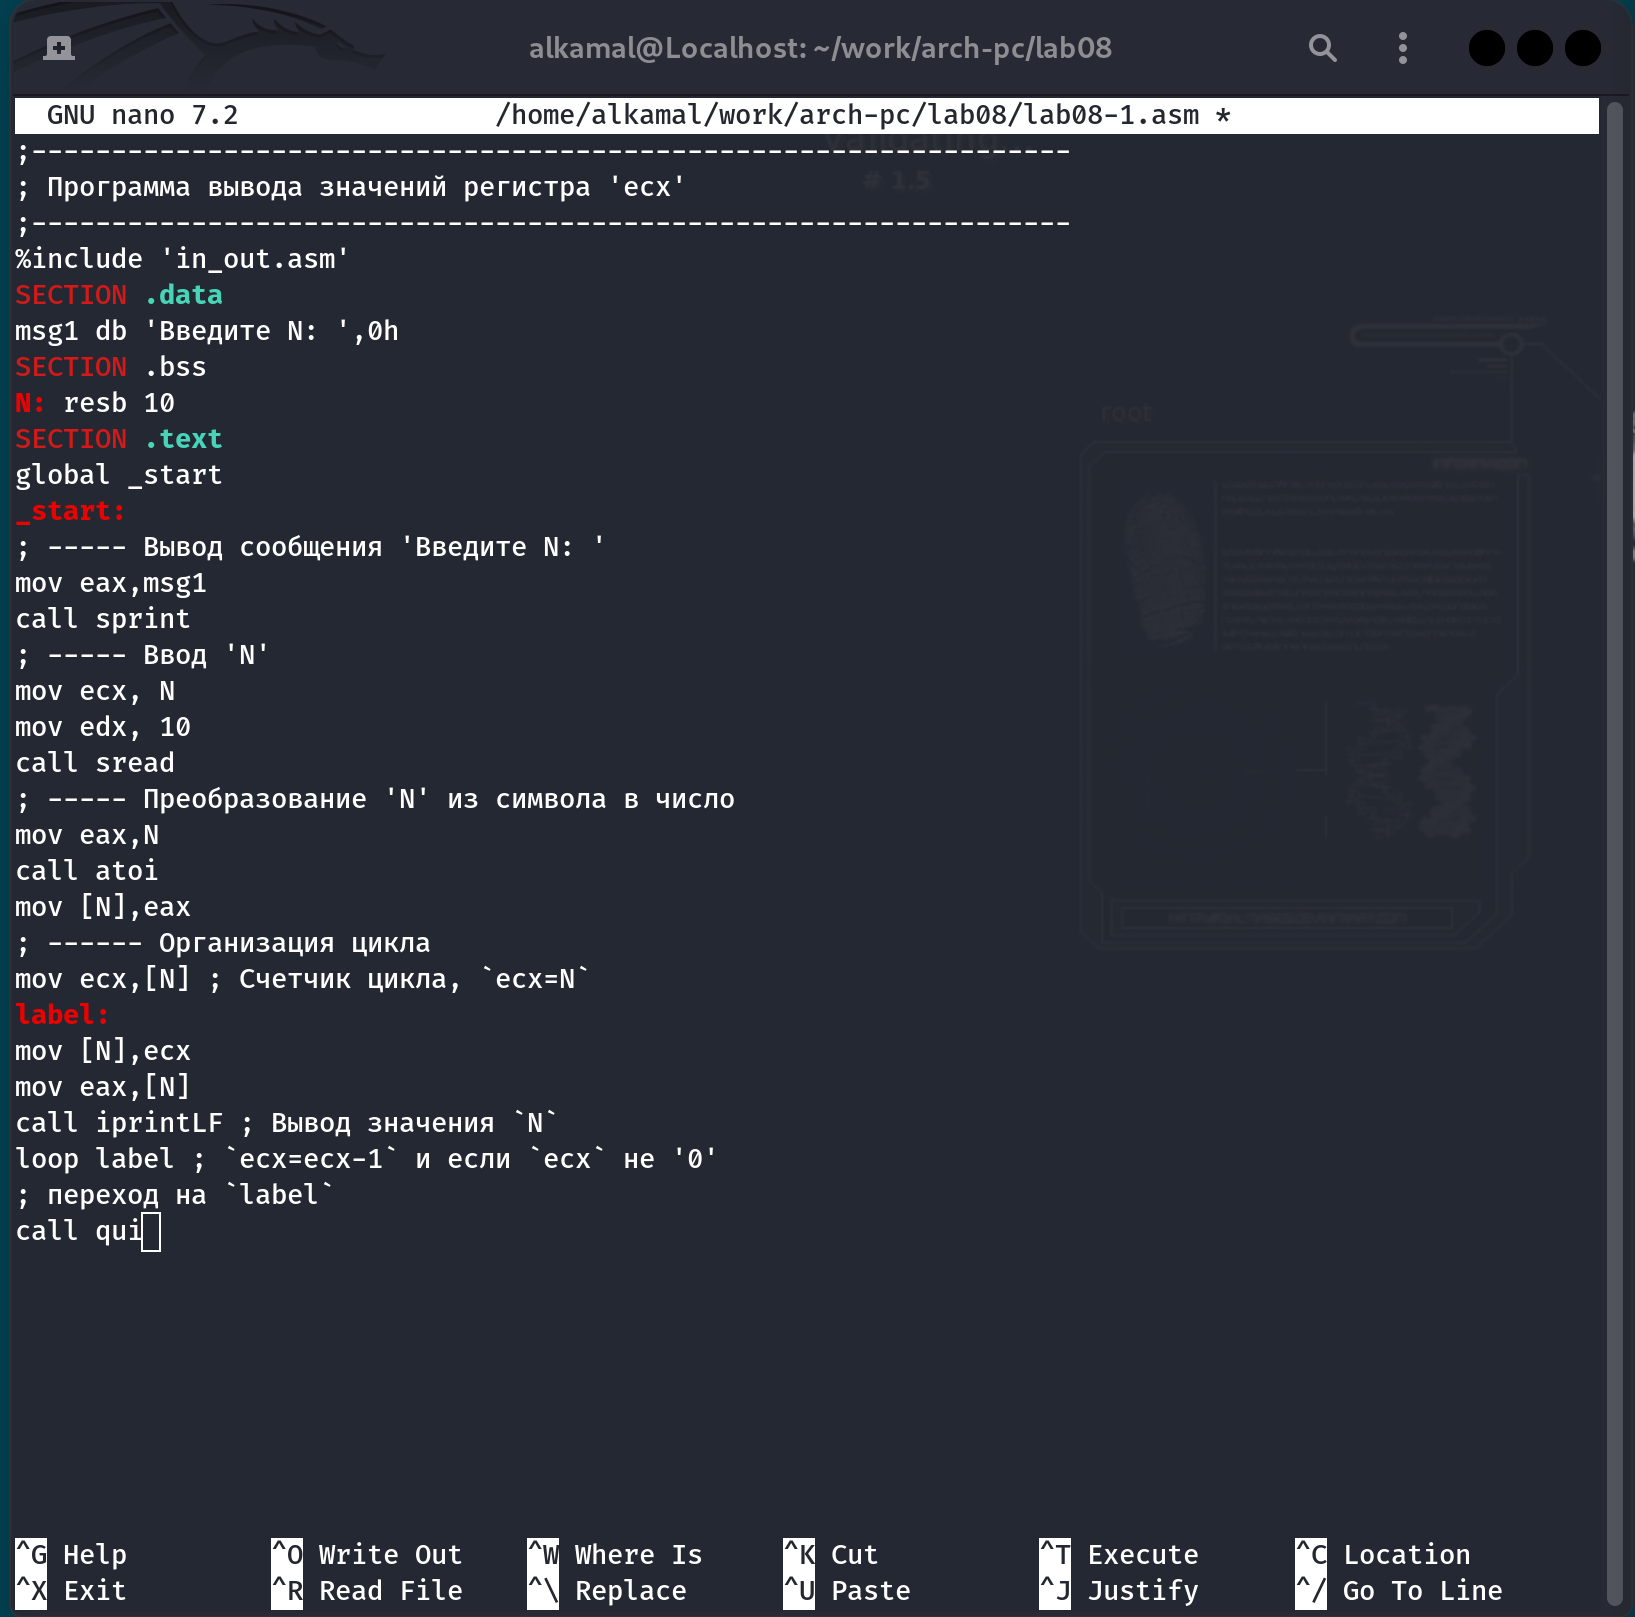 alkamal@Localhost: ~/work/arch-pc/lab08
GNU nano 7.2 /home/alkamal/work/arch-pc/lab08/lab08-1.asm *
;-----------------------------------------------------------------
; Программа вывода значений регистра 'ecx'
;-----------------------------------------------------------------
%include 'in_out.asm'
SECTION .data
msg1 db 'Введите N: ',0h
SECTION .bss
N: resb 10
SECTION .text
global _start
_start:
; ----- Вывод сообщения 'Введите N: '
mov eax,msg1
call sprint
; ----- Ввод 'N'
mov ecx, N
mov edx, 10
call sread
; ----- Преобразование 'N' из символа в число
mov eax,N
call atoi
mov [N],eax
; ------ Организация цикла
mov ecx,[N] ; Счетчик цикла, `ecx=N`
label:
mov [N],ecx
mov eax,[N]
call iprintLF ; Вывод значения `N`
loop label ; `ecx=ecx-1` и если `ecx` не '0'
; переход на `label`
call qui
^G Help ^O Write Out ^W Where Is ^K Cut ^T Execute ^C Location
^X Exit ^R Read File ^\ Replace ^U Paste ^J Justify ^/ Go To Line
# 1.5
root